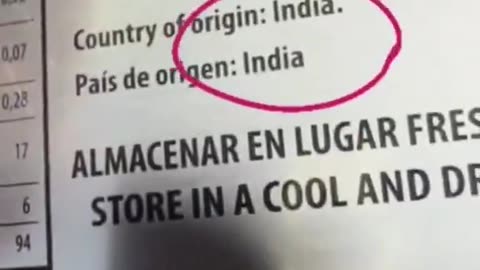 0,07
0,28
17
6
94
Country of origin: India.
País de origen: India
ALMACENAR EN LUGAR FRES
STORE IN A COOL AND DR